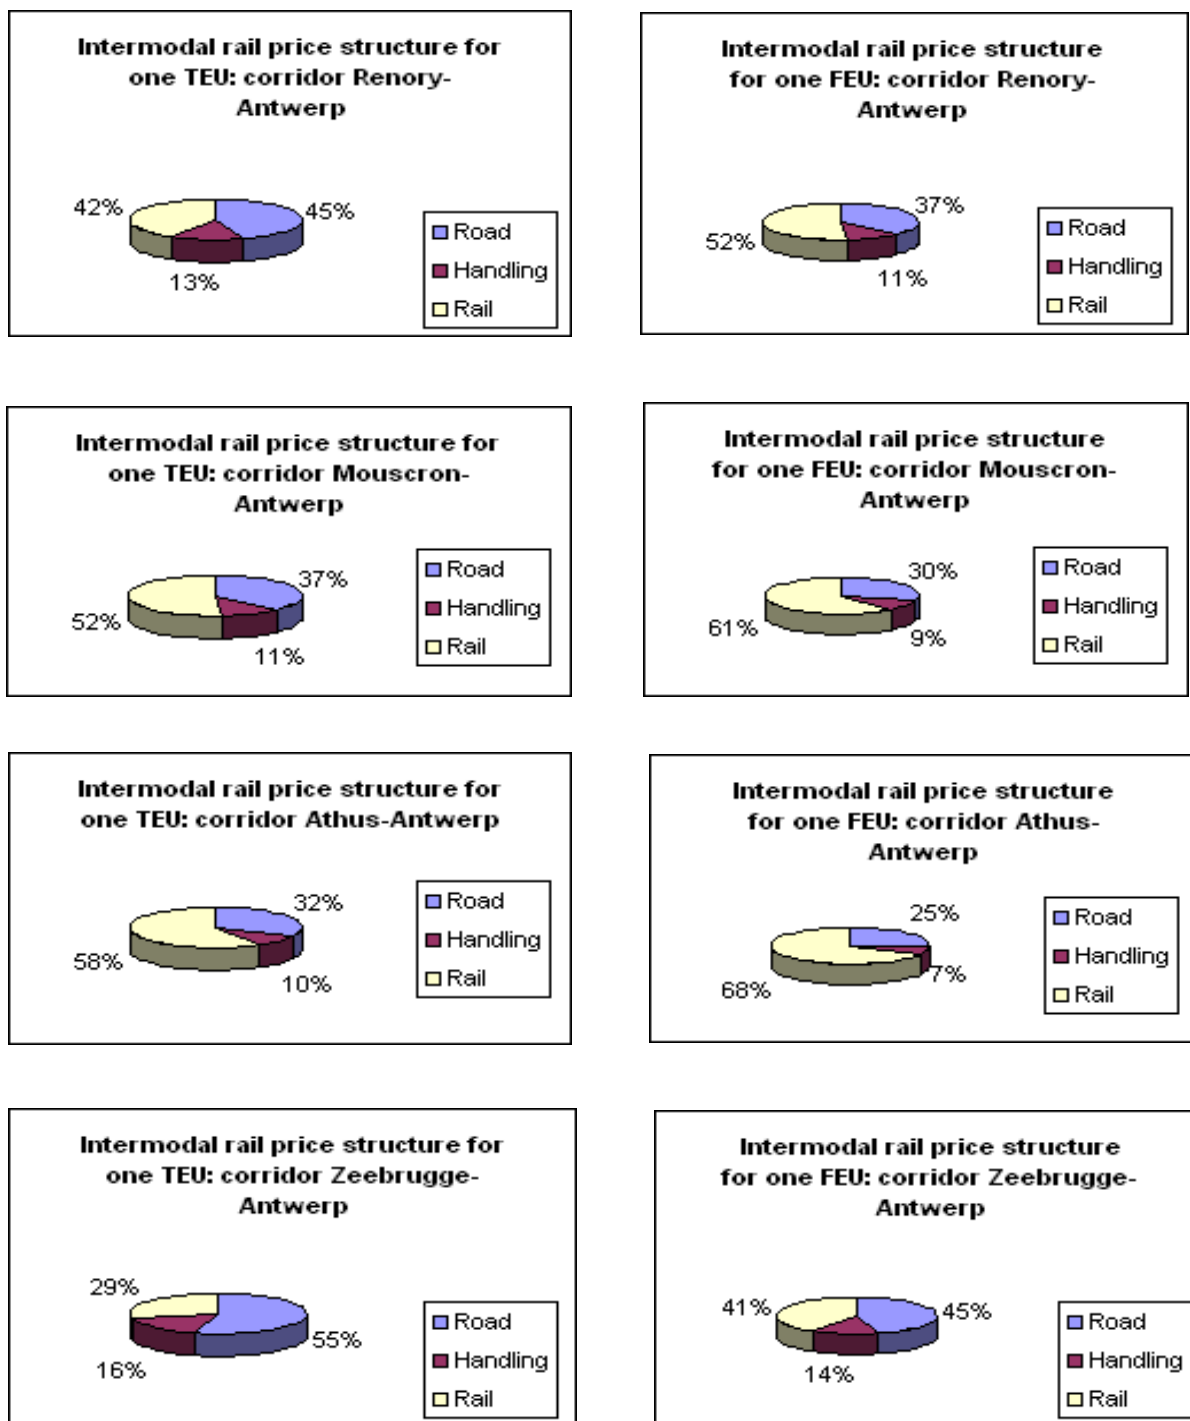 Intermodal rail price structure for
one TEU: corridor Renory-
Antwerp
42%
45%
13%
Road
Handling
Rail
Intermodal rail price structure
for one FEU: corridor Renory-
Antwerp
37%
52%
11%
Road
Handling
Rail
Intermodal rail price structure for
one TEU: corridor Mouscron-
Antwerp
37%
52%
11%
Road
Handling
Rail
Intermodal rail price structure
for one FEU: corridor Mouscron-
Antwerp
30%
61%
9%
Road
Handling
Rail
Intermodal rail price structure for
one TEU: corridor Athus-Antwerp
32%
58%
10%
Road
Handling
Rail
Intermodal rail price structure
for one FEU: corridor Athus-
Antwerp
25%
68%
7%
Road
Handling
Rail
Intermodal rail price structure for
one TEU: corridor Zeebrugge-
Antwerp
29%
55%
16%
Road
Handling
Rail
Intermodal rail price structure
for one FEU: corridor Zeebrugge-
Antwerp
41%
45%
14%
Road
Handling
Rail